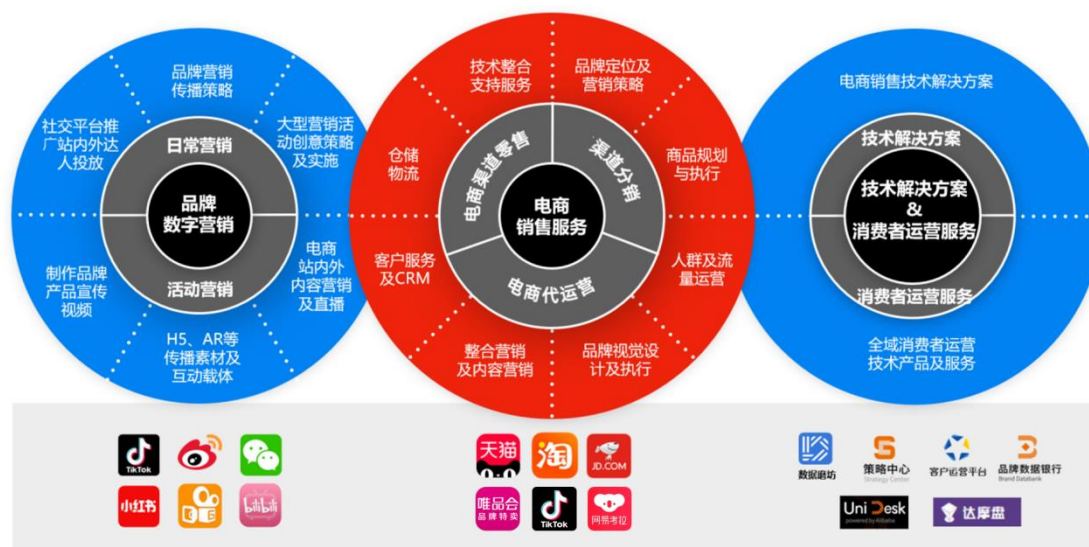 品牌营销
传播策略
社交平台推
广站内外达
人投放
大型营销活
动创意策略
及实施
日常营销
品牌
数字营销
活动营销
制作品牌
产品宣传
视频
电商
站内外
内容营销
及直播
H5、AR等
传播素材及
互动载体
技术整合
支持服务
品牌定位及
营销策略
仓储
物流
商品规划
与执行
电商渠道零售
渠道分销
电商
销售服务
电商代运营
客户服务
及CRM
人群及流
量运营
整合营销
及内容营销
品牌视觉设
计及执行
电商销售技术解决方案
技术解决方案
技术解决方案
&
消费者运营服务
消费者运营服务
全域消费者运营
技术产品及服务
TikTok
小红书
bilibili
天猫
淘
JD.COM
唯品会
品牌特卖
TikTok
网易考拉
数据磨坊
策略中心
Strategy Center
客户运营平台
品牌数据银行
Brand Databank
Uni Desk
powered by Alibaba
达摩盘